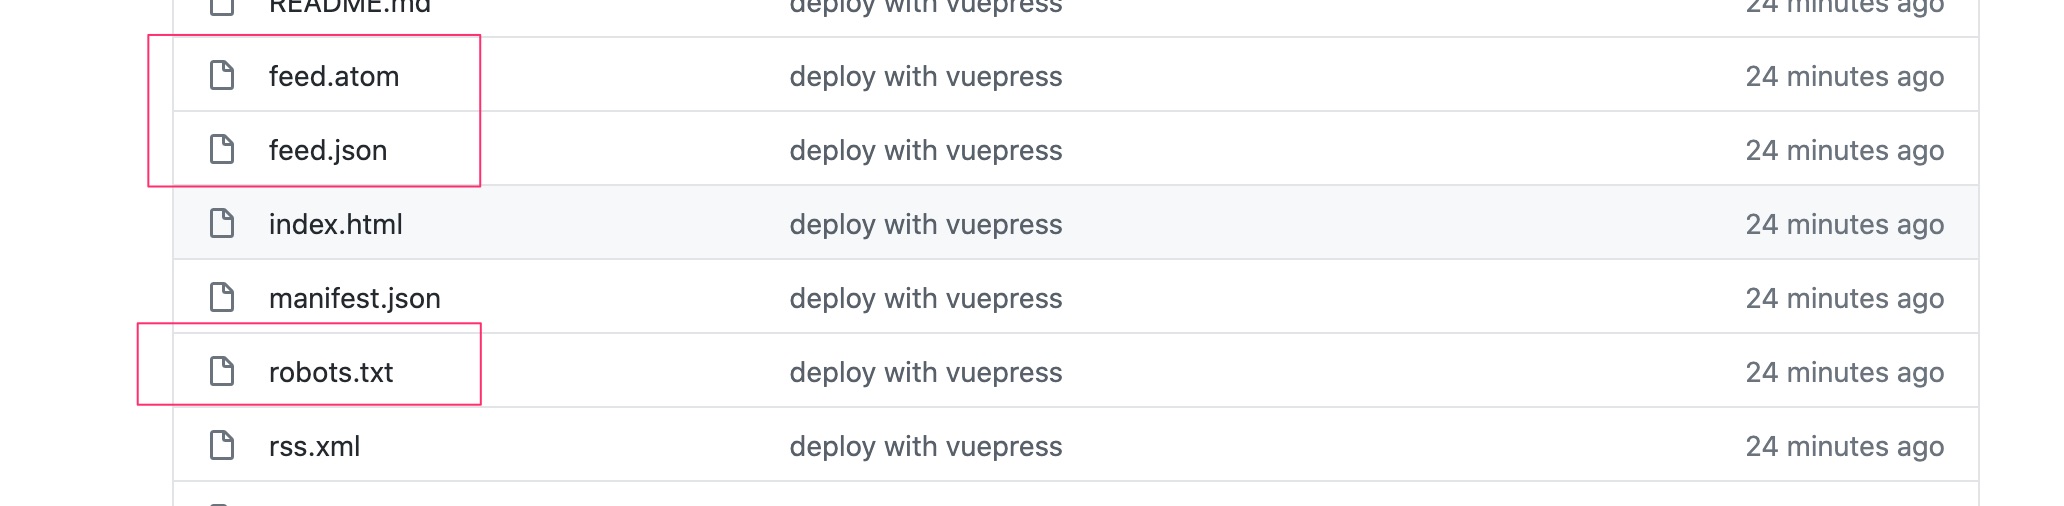 README.md deploy with vuepress 24 minutes ago
feed.atom deploy with vuepress 24 minutes ago
feed.json deploy with vuepress 24 minutes ago
index.html deploy with vuepress 24 minutes ago
manifest.json deploy with vuepress 24 minutes ago
robots.txt deploy with vuepress 24 minutes ago
rss.xml deploy with vuepress 24 minutes ago